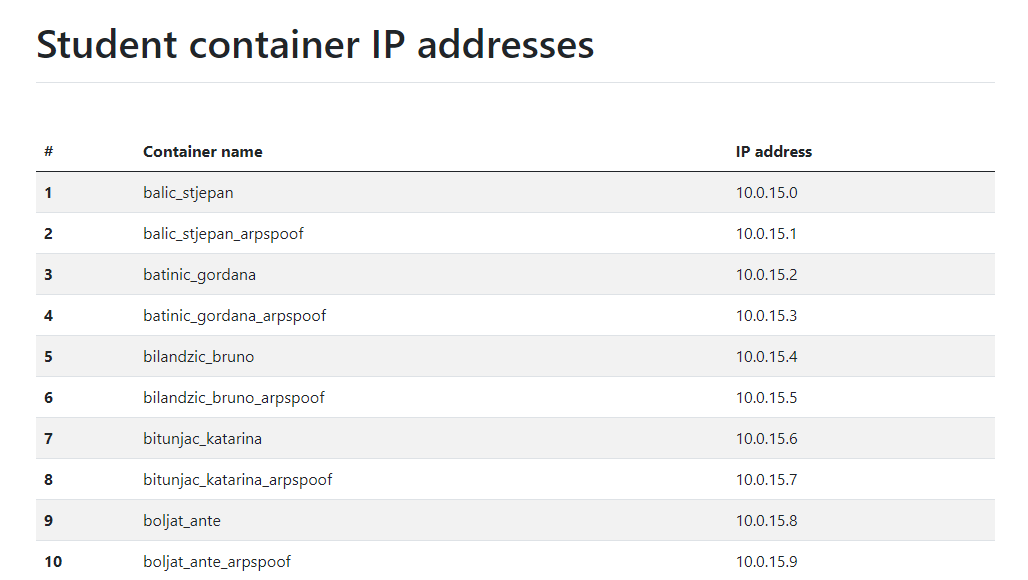 Student container IP addresses
# Container name IP address
1 balic_stjepan 10.0.15.0
2 balic_stjepan_arpspoof 10.0.15.1
3 batinic_gordana 10.0.15.2
4 batinic_gordana_arpspoof 10.0.15.3
5 bilandzic_bruno 10.0.15.4
6 bilandzic_bruno_arpspoof 10.0.15.5
7 bitunjac_katarina 10.0.15.6
8 bitunjac_katarina_arpspoof 10.0.15.7
9 boljat_ante 10.0.15.8
10 boljat_ante_arpspoof 10.0.15.9